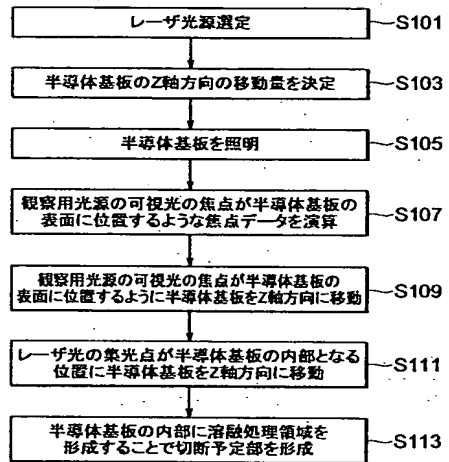 レーザ光源選定
S101
半導体基板のZ軸方向の移動量を決定
S103
半導体基板を照明
S105
観察用光源の可視光の焦点が半導体基板の
表面に位置するような焦点データを演算
S107
観察用光源の可視光の焦点が半導体基板の
表面に位置するように半導体基板をZ軸方向に移動
S109
レーザ光の集光点が半導体基板の内部となる
位置に半導体基板をZ軸方向に移動
S111
半導体基板の内部に溶融処理領域を
形成することで切断予定部を形成
S113